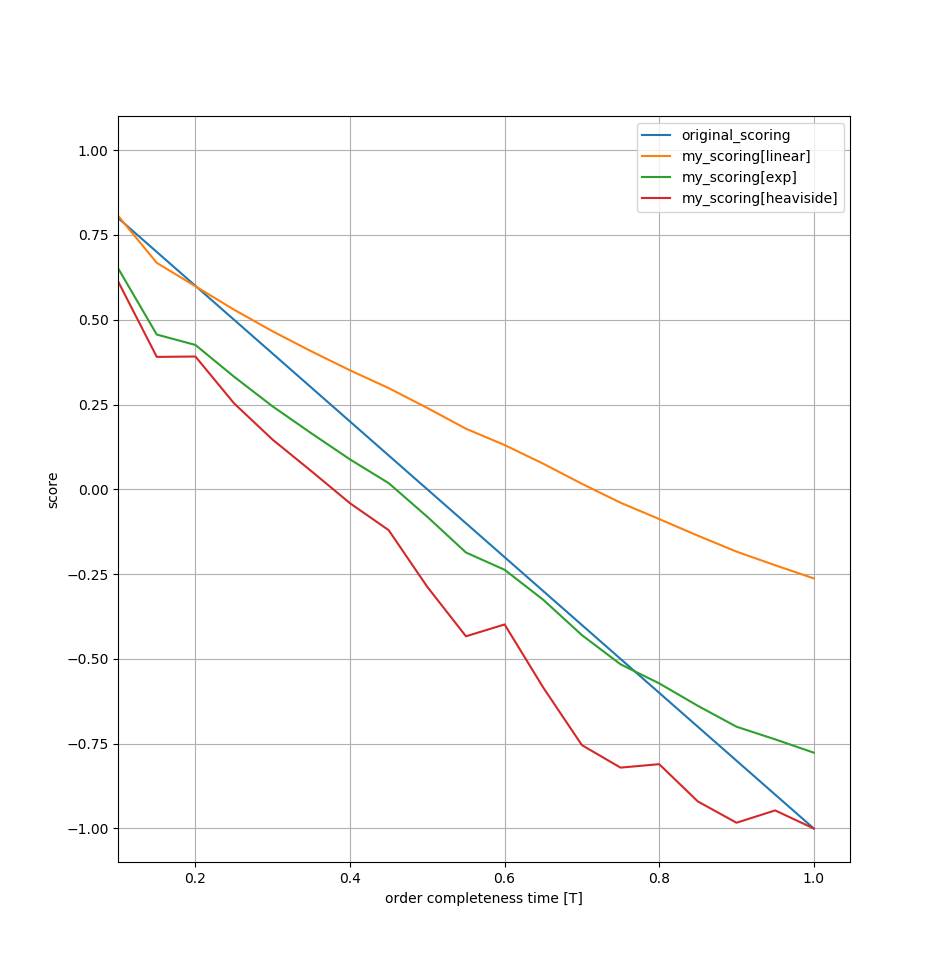 original_scoring
my_scoring[linear]
my_scoring[exp]
my_scoring[heaviside]
1.00
0.75
0.50
0.25
0.00
−0.25
−0.50
−0.75
−1.00
score
0.2 0.4 0.6 0.8 1.0
order completeness time [T]